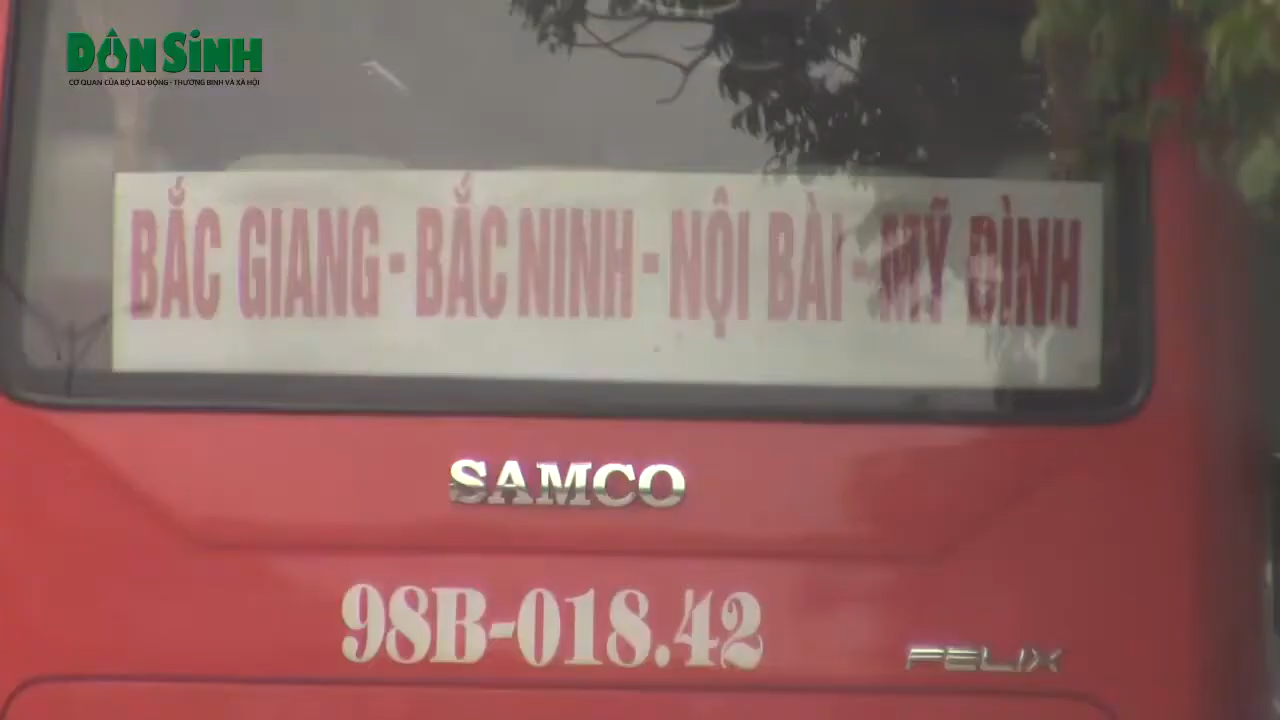 DÂN SINH
CƠ QUAN CỦA BỘ LAO ĐỘNG - THƯƠNG BINH VÀ XÃ HỘI
BẮC GIANG - BẮC NINH - NỘI BÀI - MỸ ĐÌNH
SAMCO
98B-018.42
FELIX